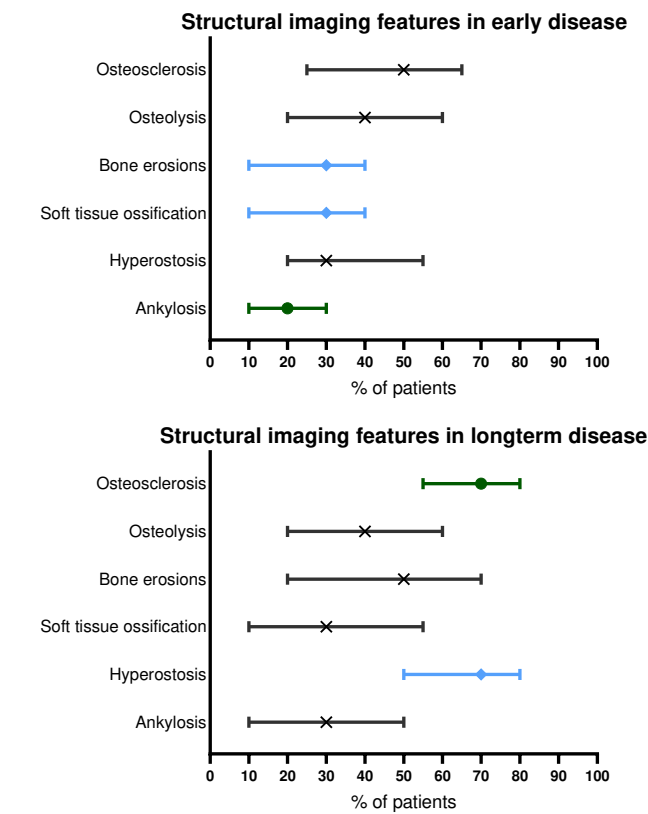 Structural imaging features in early disease
Osteosclerosis
Osteolysis
Bone erosions
Soft tissue ossification
Hyperostosis
Ankylosis
0 10 20 30 40 50 60 70 80 90 100
% of patients
Structural imaging features in longterm disease
Osteosclerosis
Osteolysis
Bone erosions
Soft tissue ossification
Hyperostosis
Ankylosis
0 10 20 30 40 50 60 70 80 90 100
% of patients